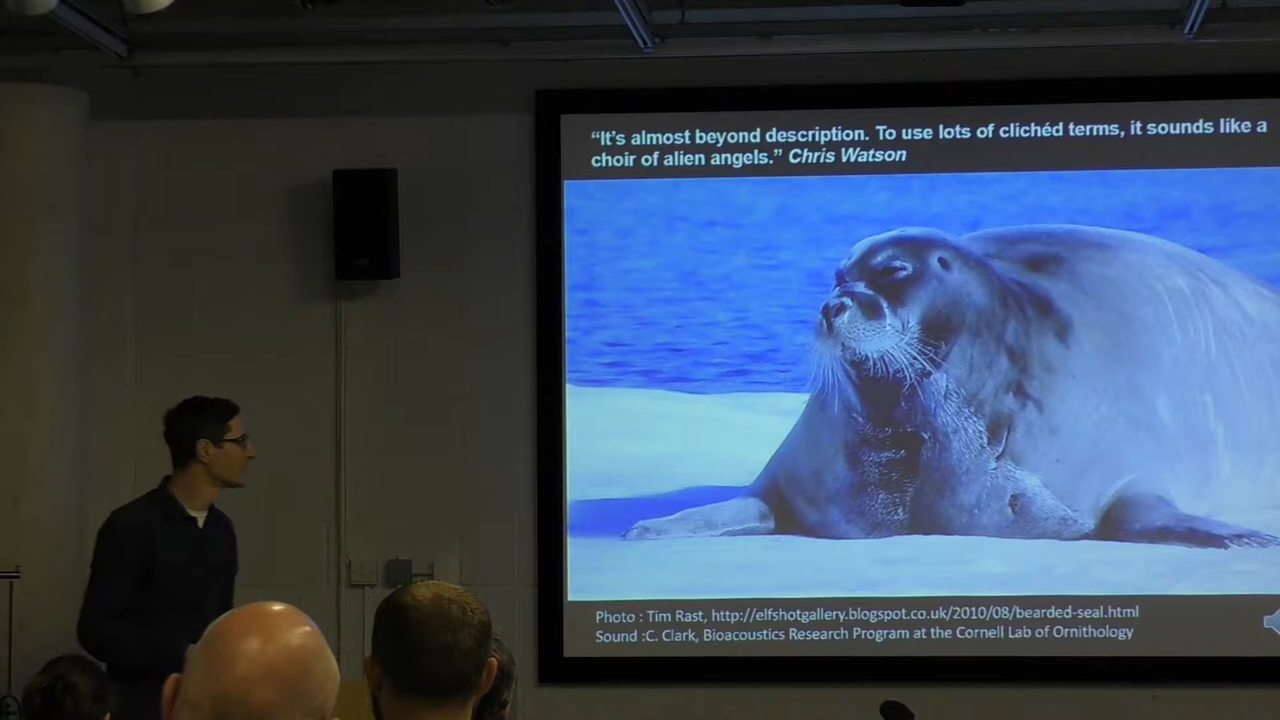 “It’s almost beyond description. To use lots of clichéd terms, it sounds like a
choir of alien angels.” Chris Watson
Photo : Tim Rast, http://elfshotgallery.blogspot.co.uk/2010/08/bearded-seal.html
Sound :C. Clark, Bioacoustics Research Program at the Cornell Lab of Ornithology